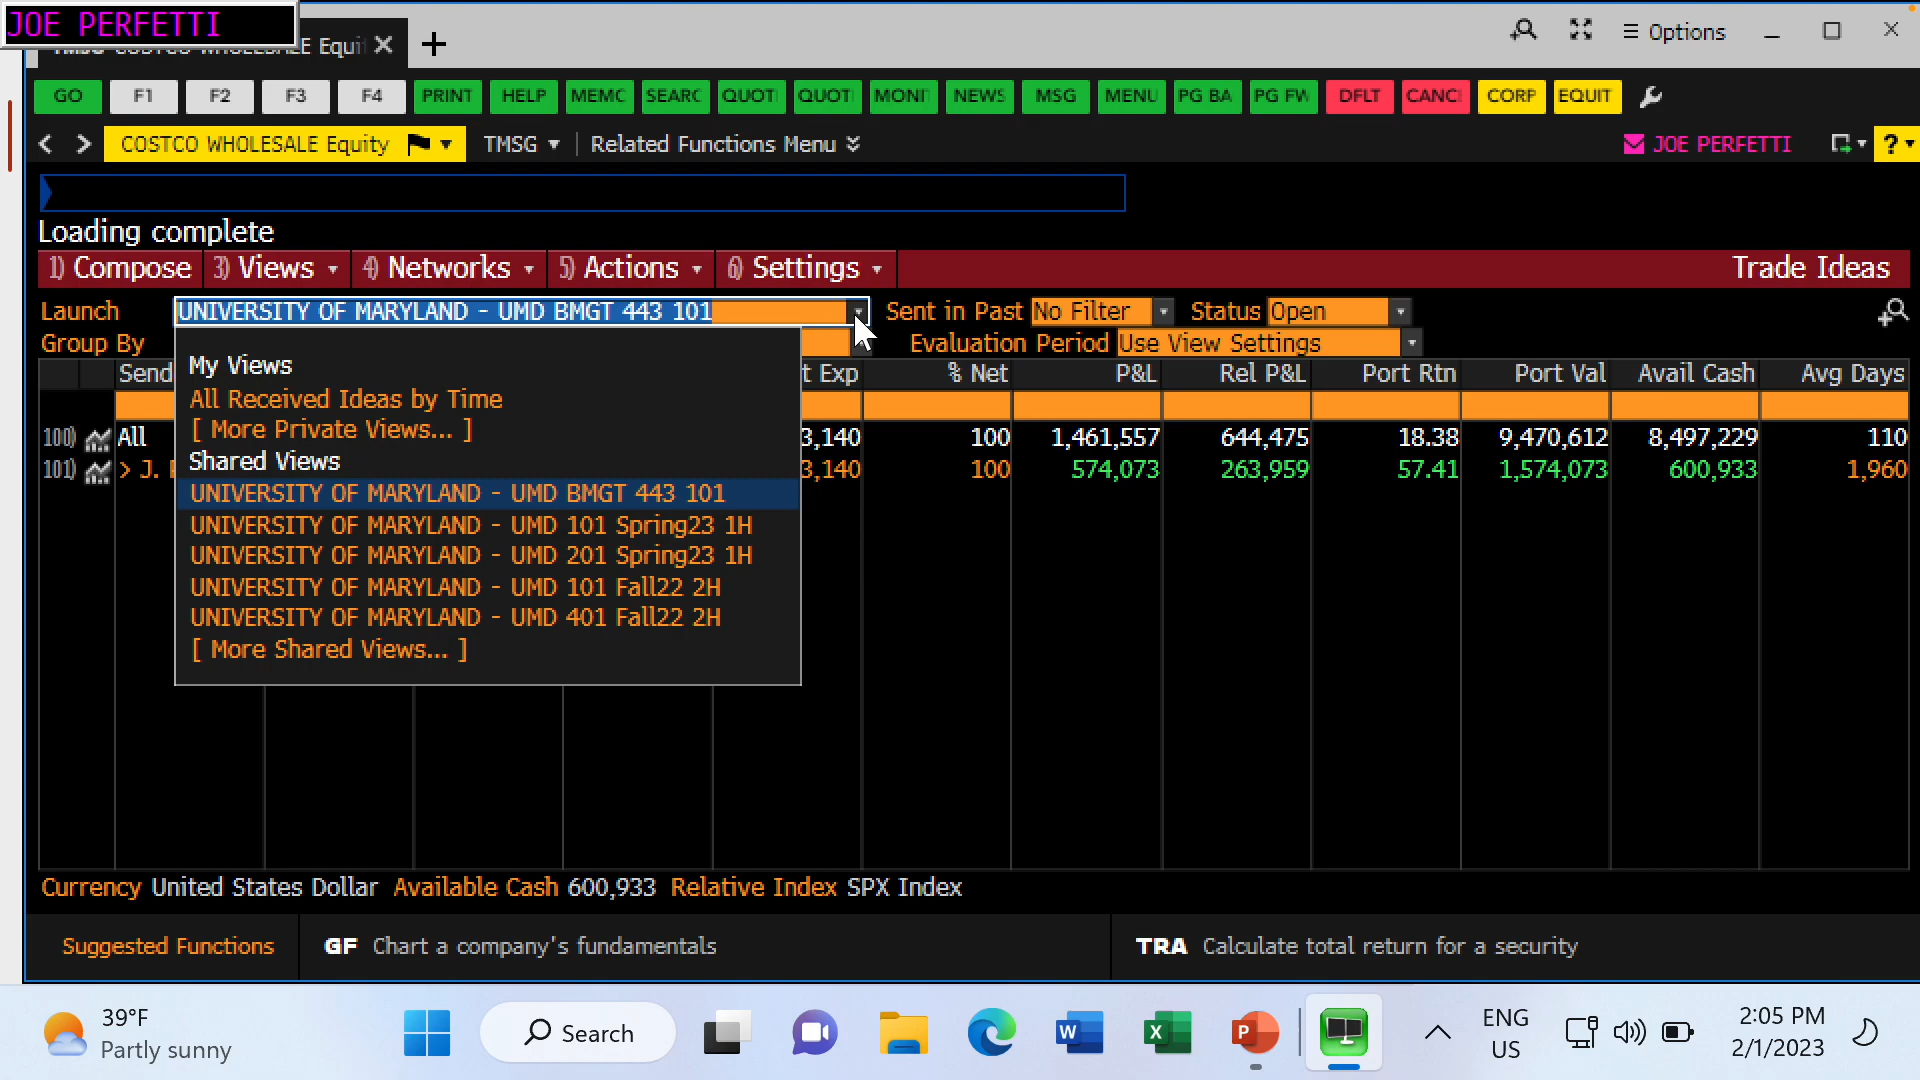 JOE PERFETTI
Equi
Options
GO F1 F2 F3 F4 PRINT HELP MEMC SEARC QUOT QUOT MONI NEWS MSG MENU PG BA PG FW DFLT CANC CORP EQUIT
COSTCO WHOLESALE Equity TMSG Related Functions Menu JOE PERFETTI ?
Loading complete
1) Compose 3) Views 4) Networks 5) Actions 6) Settings Trade Ideas
Launch UNIVERSITY OF MARYLAND - UMD BMGT 443 101 Sent in Past No Filter Status Open
Group By Evaluation Period Use View Settings
Send t Exp % Net P&L Rel P&L Port Rtn Port Val Avail Cash Avg Days
100) All 3,140 100 1,461,557 644,475 18.38 9,470,612 8,497,229 110
101) > J. 3,140 100 574,073 263,959 57.41 1,574,073 600,933 1,960
My Views
All Received Ideas by Time
[ More Private Views... ]
Shared Views
UNIVERSITY OF MARYLAND - UMD BMGT 443 101
UNIVERSITY OF MARYLAND - UMD 101 Spring23 1H
UNIVERSITY OF MARYLAND - UMD 201 Spring23 1H
UNIVERSITY OF MARYLAND - UMD 101 Fall22 2H
UNIVERSITY OF MARYLAND - UMD 401 Fall22 2H
[ More Shared Views... ]
Currency United States Dollar Available Cash 600,933 Relative Index SPX Index
Suggested Functions GF Chart a company's fundamentals TRA Calculate total return for a security
39°F
Partly sunny
Search
W X P
ENG
US
2:05 PM
2/1/2023